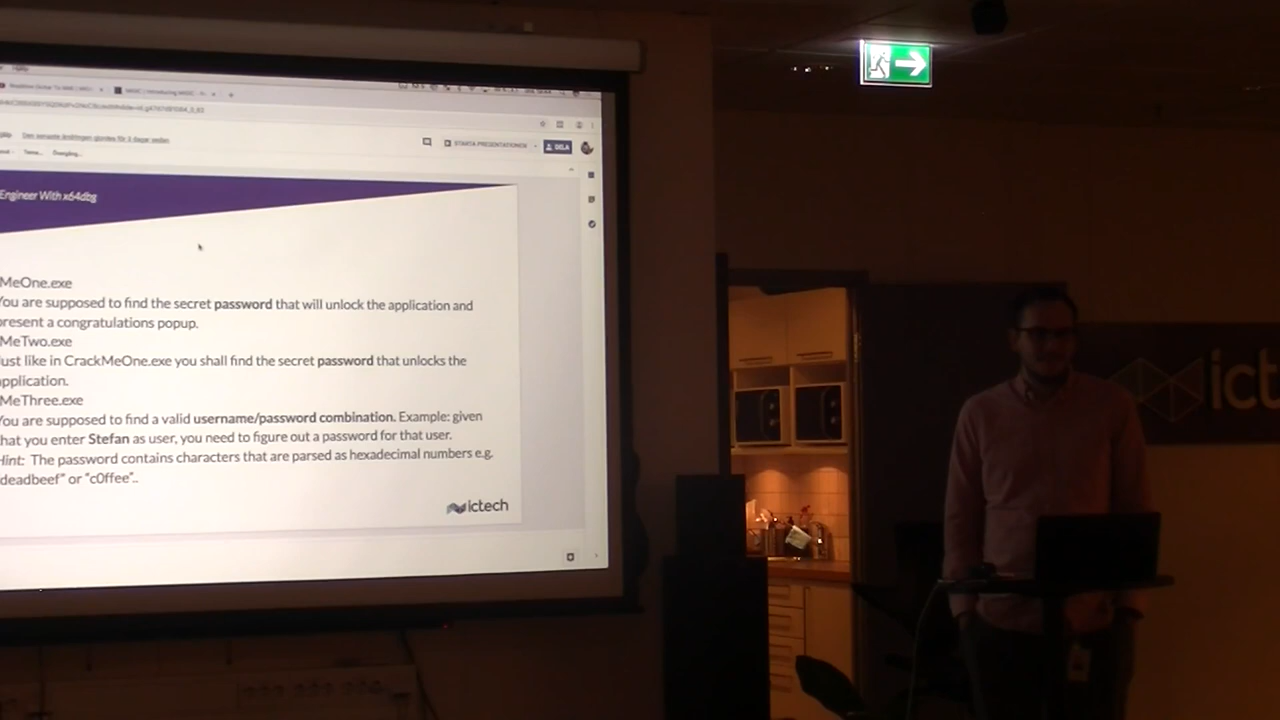 STARTA PRESENTATIONEN
DELA
Engineer With x64dbg
MeOne.exe
You are supposed to find the secret password that will unlock the application and
present a congratulations popup.
MeTwo.exe
Just like in CrackMeOne.exe you shall find the secret password that unlocks the
application.
MeThree.exe
You are supposed to find a valid username/password combination. Example: given
that you enter Stefan as user, you need to figure out a password for that user.
Hint: The password contains characters that are parsed as hexadecimal numbers e.g.
deadbeef" or "c0ffee"..
ictech
ict